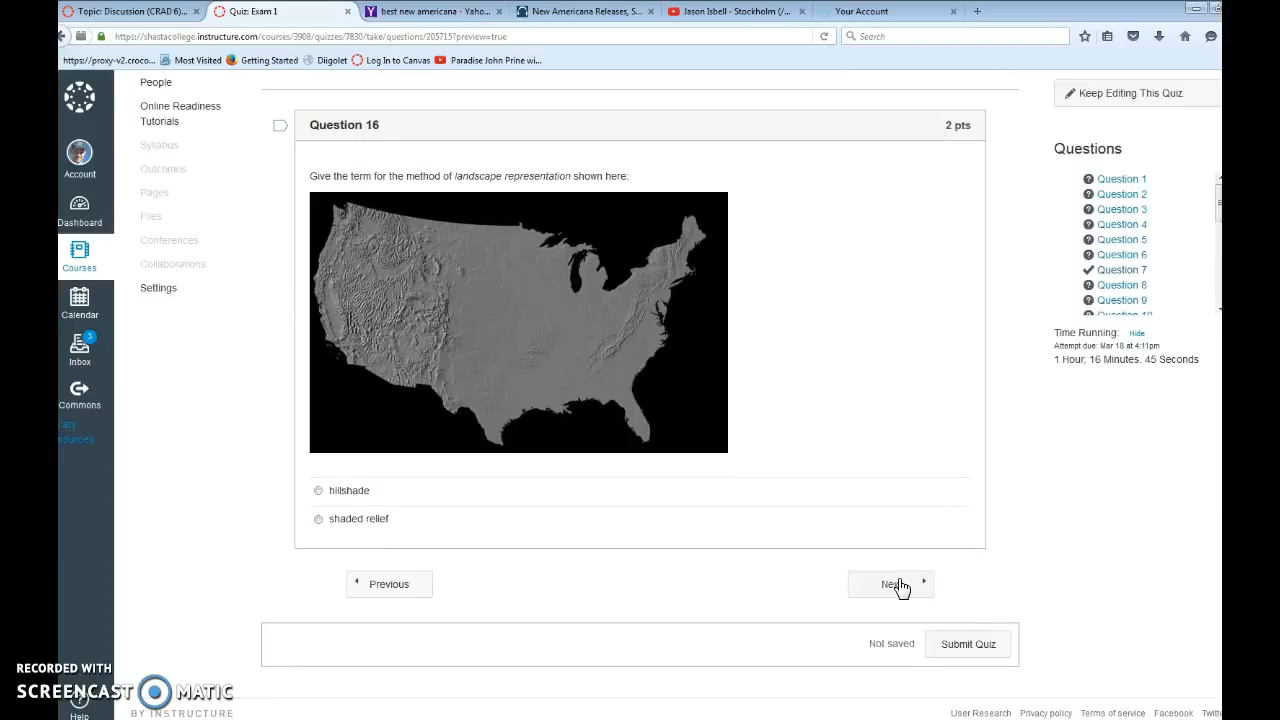 Topic: Discussion (CRAD 6)...
Quiz: Exam 1
best new americana - Yaho...
New Americana Releases, S...
Jason Isbell - Stockholm (/...
Your Account
https://shastacollege.instructure.com/courses/3908/quizzes/7830/take/questions/205715?preview=true
Search
https://proxy-v2.croco...
Most Visited
Getting Started
Diigolet
Log In to Canvas
Paradise John Prine wi...
Account
Dashboard
Courses
Calendar
3
Inbox
Commons
rary
sources
Help
People
Online Readiness
Tutorials
Syllabus
Outcomes
Pages
Files
Conferences
Collaborations
Settings
Question 16
2 pts
Give the term for the method of landscape representation shown here:
hillshade
shaded relief
Previous
Ne
Not saved
Submit Quiz
Keep Editing This Quiz
Questions
Question 1
Question 2
Question 3
Question 4
Question 5
Question 6
Question 7
Question 8
Question 9
Question 10
Time Running:
Hide
Attempt due: Mar 18 at 4:11pm
1 Hour, 16 Minutes, 45 Seconds
RECORDED WITH
SCREENCAST MATIC
BY INSTRUCTURE
User Research
Privacy policy
Terms of service
Facebook
Twitte